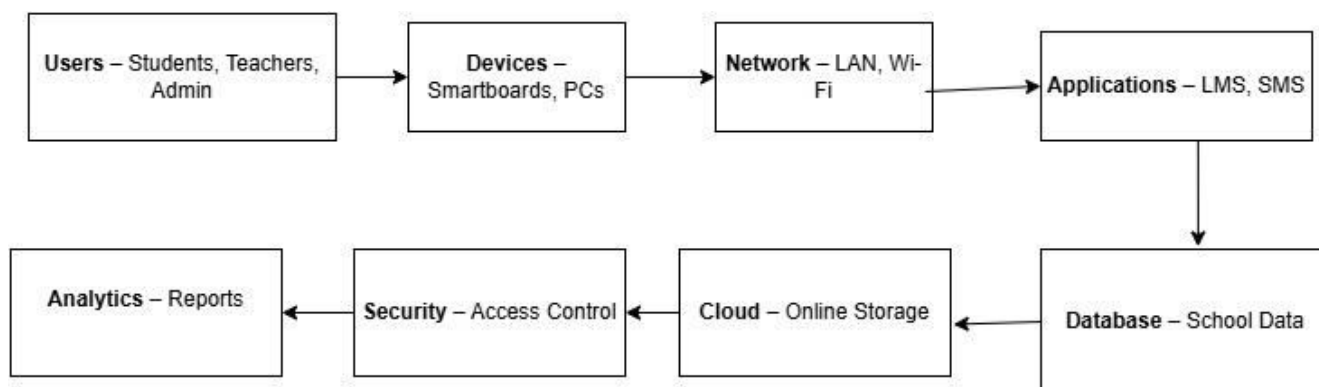 Users – Students, Teachers,
Admin
Devices –
Smartboards, PCs
Network – LAN, Wi-
Fi
Applications – LMS, SMS
Analytics – Reports
Security – Access Control
Cloud – Online Storage
Database – School Data